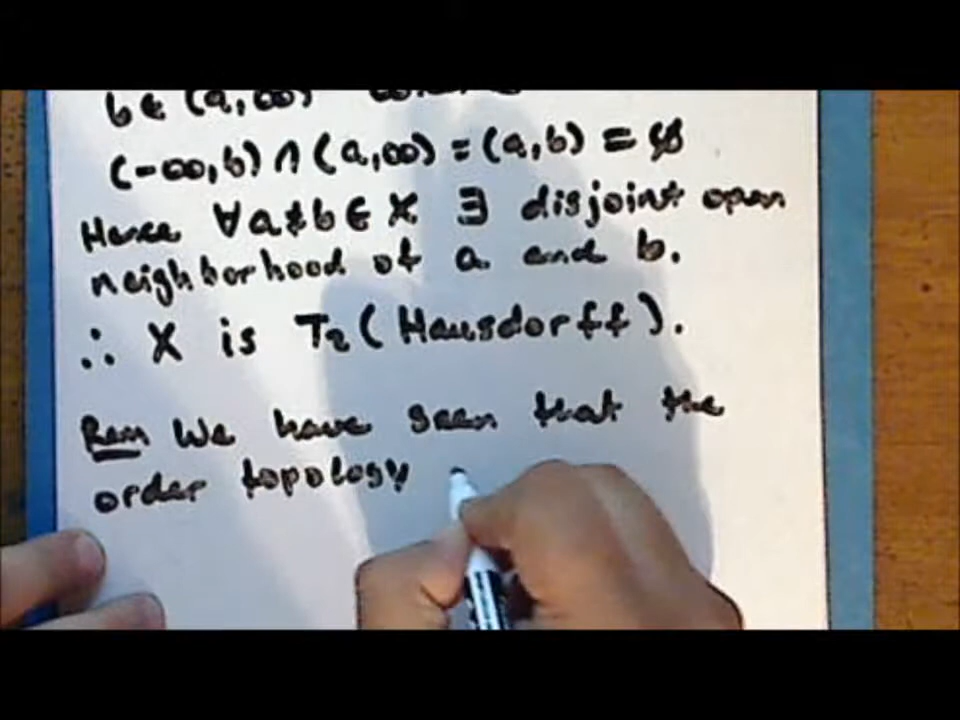 b ∈ (a, ∞)
(-∞, b) ∩ (a, ∞) = (a, b) = ∅
Hence ∀ a ≠ b ∈ X ∃ disjoint open
neighborhood of a and b.
∴ X is T₂ (Hausdorff).
Rem We have seen that the
order topology